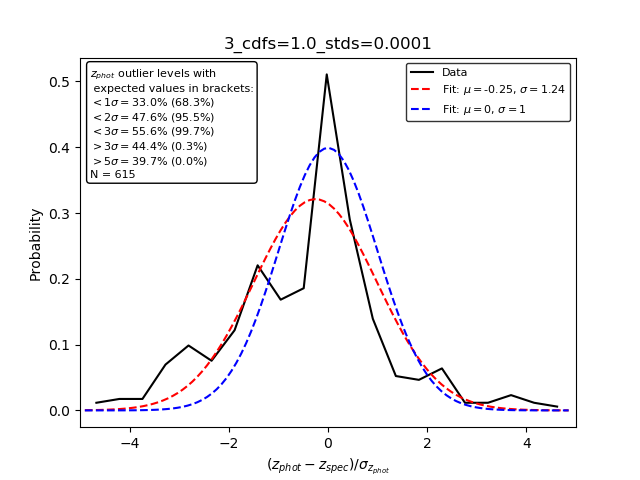 3_cdfs=1.0_stds=0.0001
z_phot outlier levels with
expected values in brackets:
<1σ=33.0% (68.3%)
<2σ=47.6% (95.5%)
<3σ=55.6% (99.7%)
>3σ=44.4% (0.3%)
>5σ=39.7% (0.0%)
N = 615
Data
Fit: μ=-0.25, σ=1.24
Fit: μ=0, σ=1
Probability
0.5
0.4
0.3
0.2
0.1
0.0
−4 −2 0 2 4
(z_phot − z_spec)/σ_z_phot